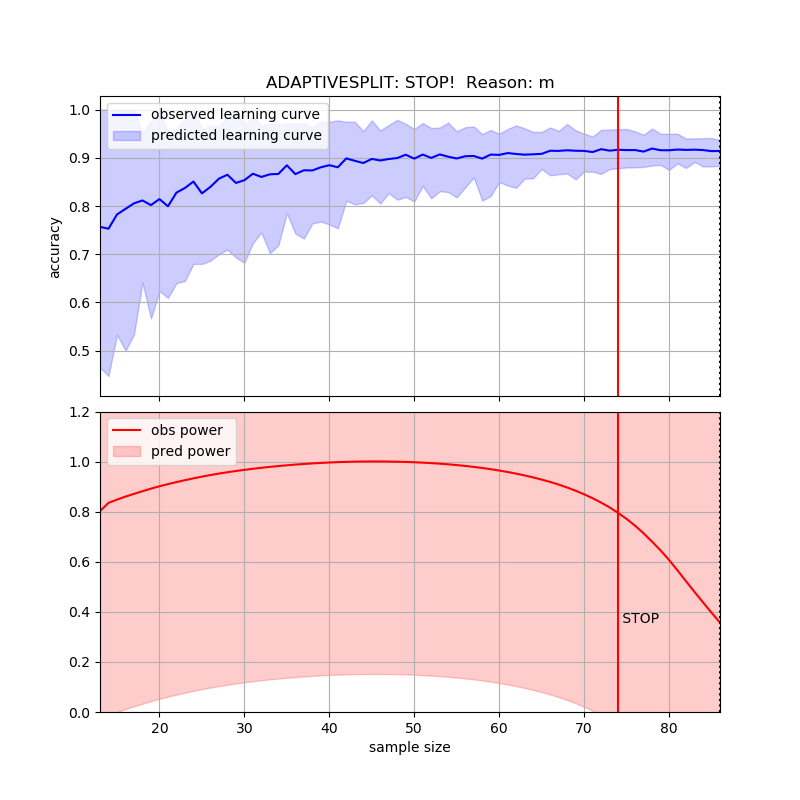 ADAPTIVESPLIT: STOP!  Reason: m
observed learning curve
predicted learning curve
1.0
0.9
0.8
0.7
0.6
0.5
accuracy
obs power
pred power
1.2
1.0
0.8
0.6
0.4
0.2
0.0
STOP
20
30
40
50
60
70
80
sample size